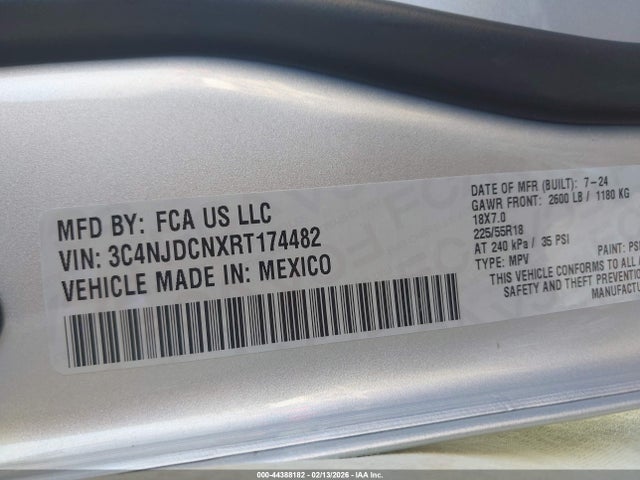 MFD BY: FCA US LLC
VIN: 3C4NJDCNXRT174482
VEHICLE MADE IN: MEXICO
DATE OF MFR (BUILT): 7-24
GAWR FRONT: 2600 LB / 1180 KG
18X7.0
225/55R18
AT 240 kPa / 35 PSI
TYPE: MPV PAINT:
THIS VEHICLE CONFORMS TO ALL
SAFETY AND THEFT PREVENTION
000-44388182 - 02/13/2026 - IAA Inc.